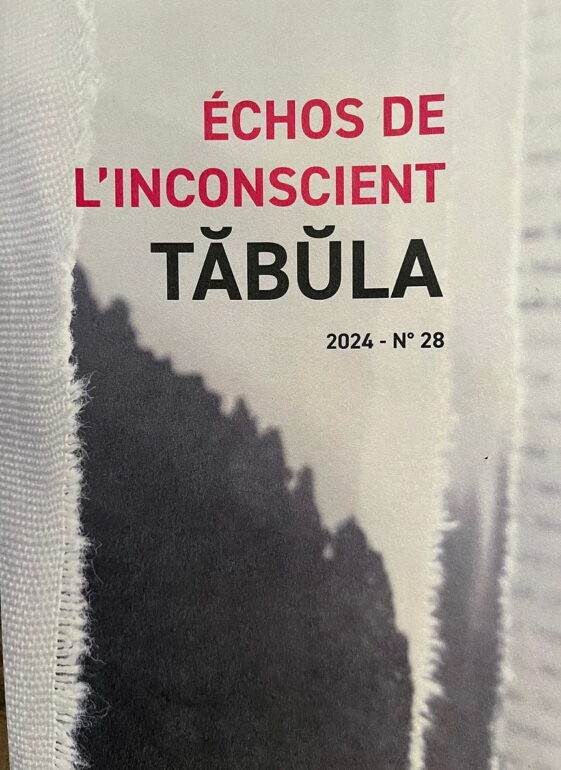 ÉCHOS DE
L'INCONSCIENT
TĂBŬLA
2024 - N° 28